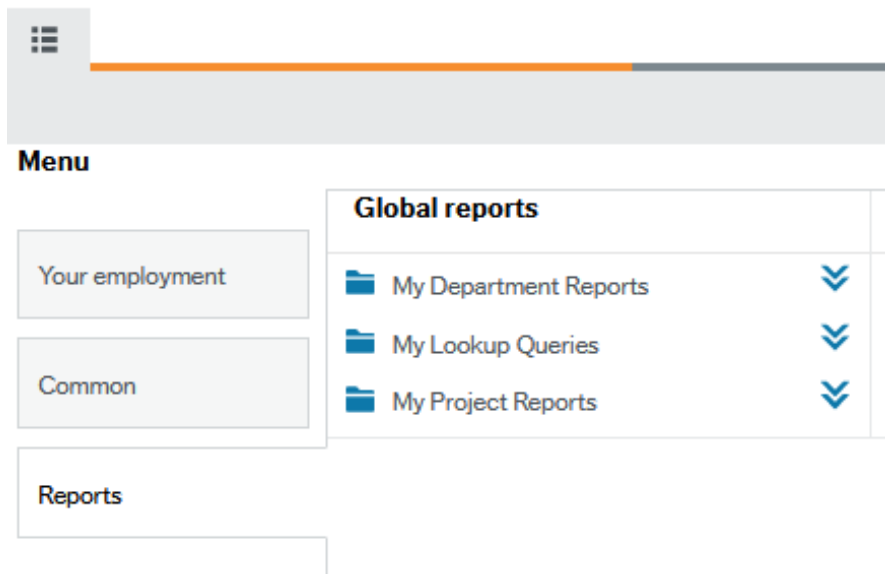 Menu
Global reports
Your employment
My Department Reports
My Lookup Queries
Common
My Project Reports
Reports